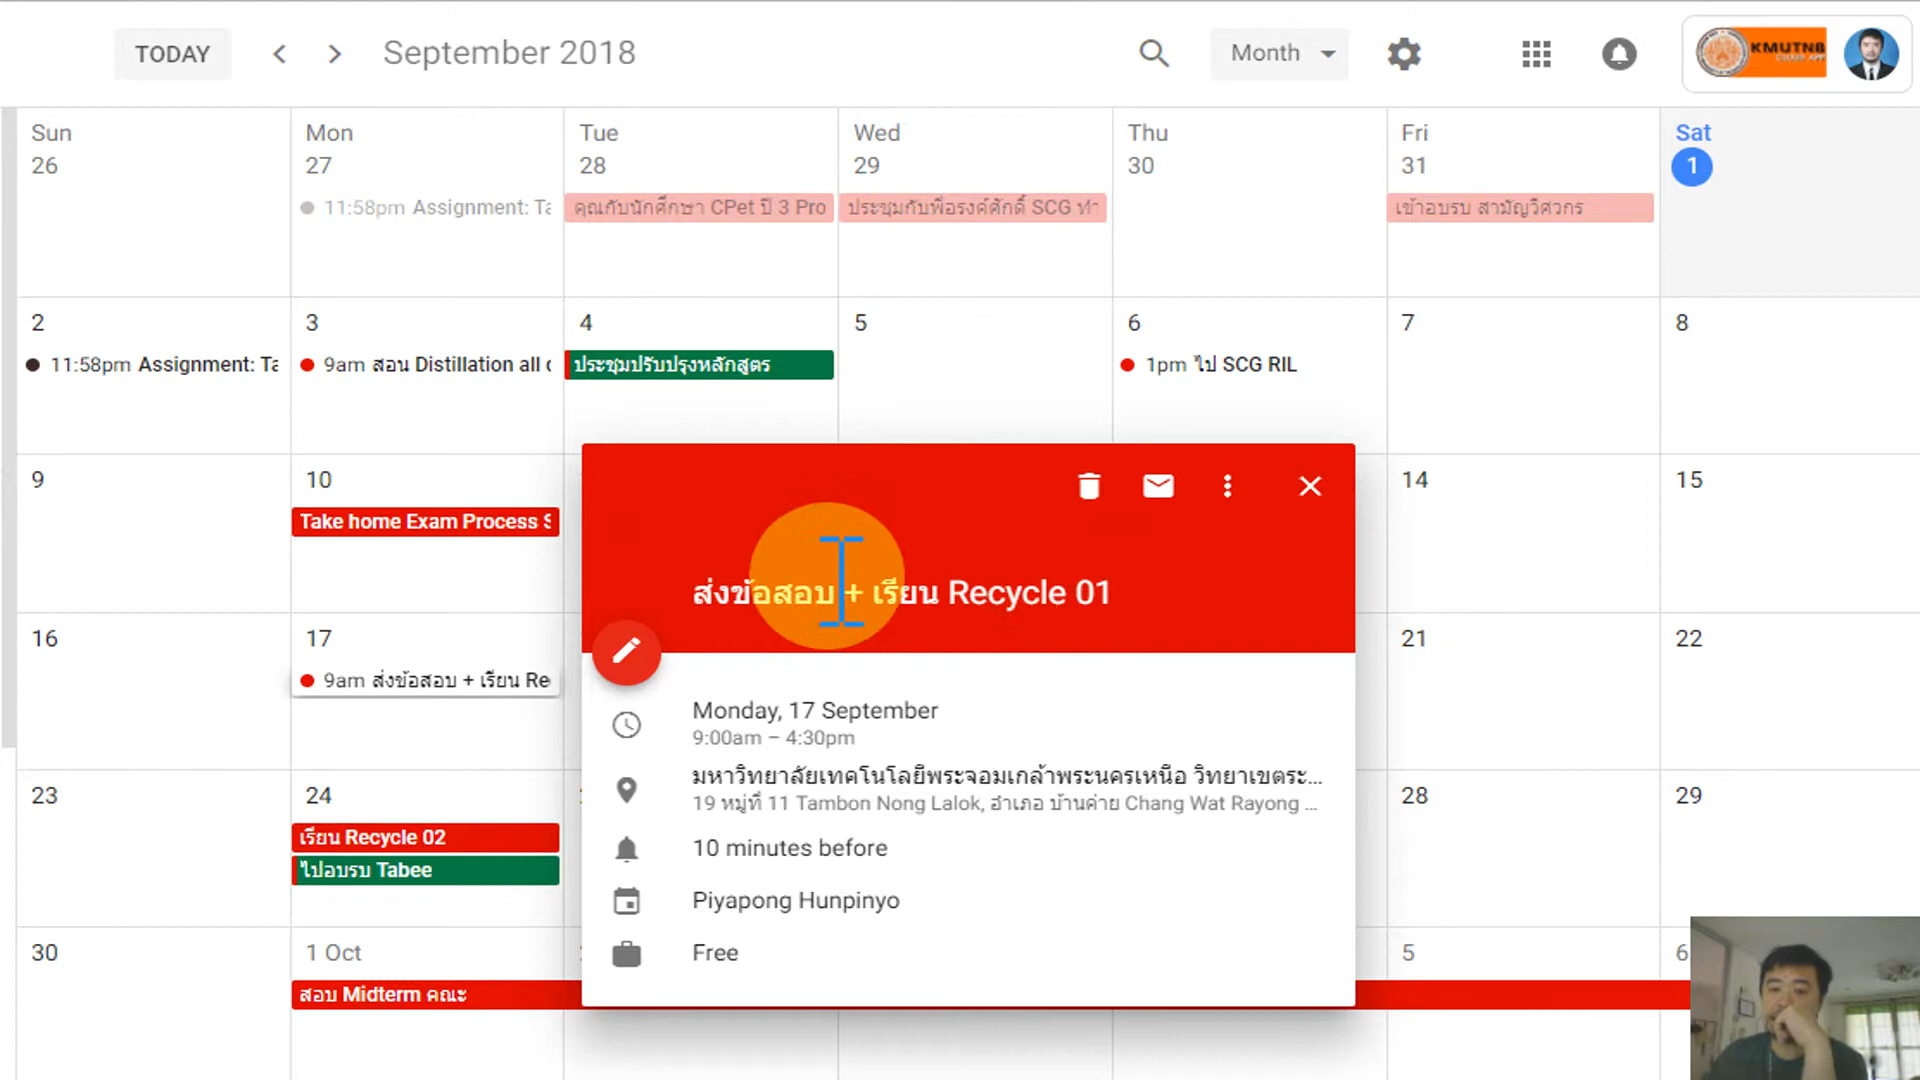 TODAY
September 2018
Month
KMUTNB
Sun
Mon
Tue
Wed
Thu
Fri
Sat
26
27
28
29
30
31
1
11:58pm Assignment: Ta
คุณกับนักศึกษา CPet ปี 3 Pro
ประชุมกับพี่อรงค์ศักดิ์ SCG ทำ
เข้าอบรบ สามัญวิศวกร
2
3
4
5
6
7
8
11:58pm Assignment: Ta
9am สอน Distillation all c
ประชุมปรับปรุงหลักสูตร
1pm ไป SCG RIL
9
10
14
15
Take home Exam Process S
ส่งข้อสอบ + เรียน Recycle 01
16
17
21
22
9am ส่งข้อสอบ + เรียน Re
Monday, 17 September
9:00am – 4:30pm
มหาวิทยาลัยเทคโนโลยีพระจอมเกล้าพระนครเหนือ วิทยาเขตระ...
19 หมู่ที่ 11 Tambon Nong Lalok, อำเภอ บ้านค่าย Chang Wat Rayong ...
10 minutes before
Piyapong Hunpinyo
Free
23
24
28
29
เรียน Recycle 02
ไปอบรบ Tabee
30
1 Oct
5
6
สอบ Midterm คณะ